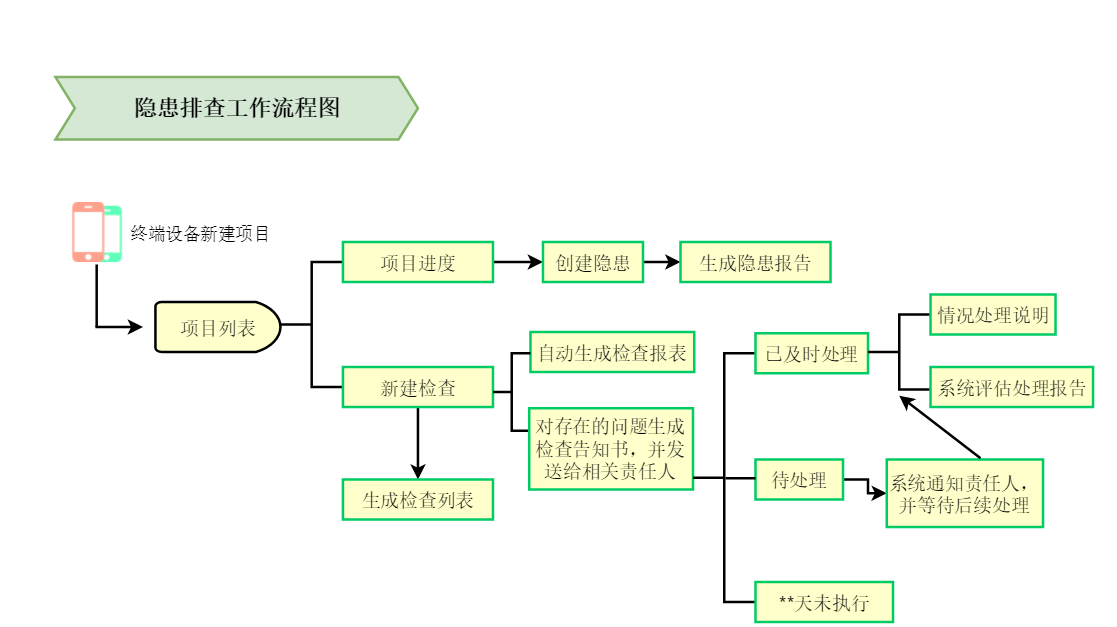 隐患排查工作流程图
终端设备新建项目
项目列表
项目进度
创建隐患
生成隐患报告
新建检查
生成检查列表
自动生成检查报表
对存在的问题生成
检查告知书，并发
送给相关责任人
已及时处理
情况处理说明
系统评估处理报告
待处理
系统通知责任人，
并等待后续处理
**天未执行